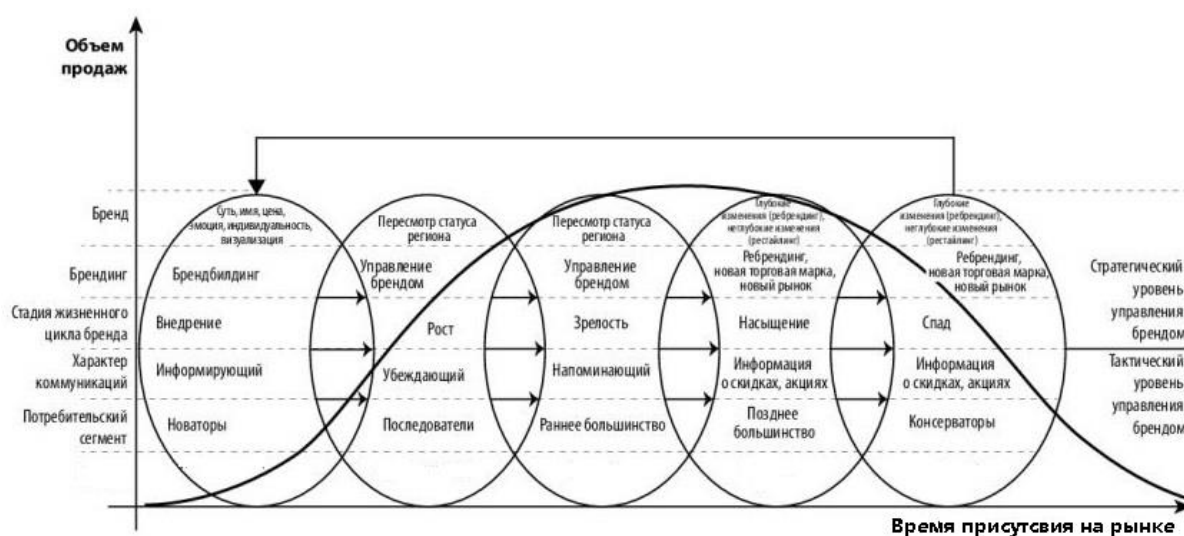 Объем
продаж
Бренд
Суть, имя, цена,
эмоция, индивидуальность,
визуализация
Пересмотр статуса
региона
Пересмотр статуса
региона
Глубокие
изменения (ребрендинг),
неглубокие изменения
(рестайлинг)
Глубокие
изменения (ребрендинг),
неглубокие изменения
(рестайлинг)
Брендинг
Брендбилдинг
Управление
брендом
Управление
брендом
Ребрендинг,
новая торговая марка,
новый рынок
Ребрендинг,
новая торговая марка,
новый рынок
Стадия жизненного
цикла бренда
Внедрение
Рост
Зрелость
Насыщение
Спад
Характер
коммуникаций
Информирующий
Убеждающий
Напоминающий
Информация
о скидках, акциях
Информация
о скидках, акциях
Потребительский
сегмент
Новаторы
Последователи
Раннее большинство
Позднее
большинство
Консерваторы
Стратегический
уровень
управления
брендом
Тактический
уровень
управления
брендом
Время присутсвия на рынке